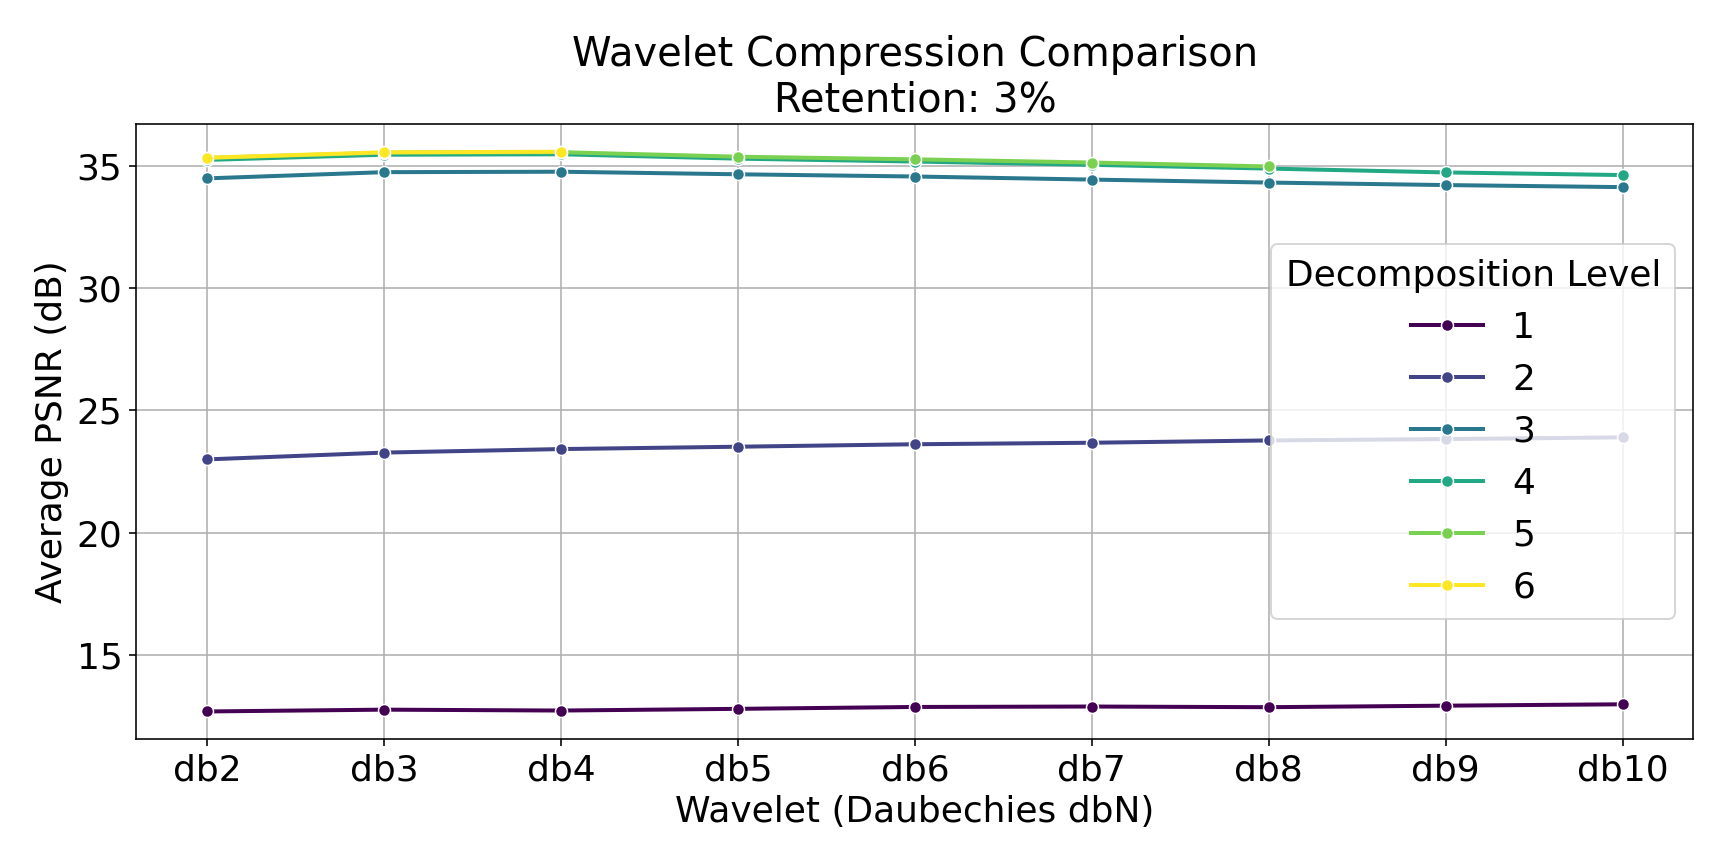 Wavelet Compression Comparison
Retention: 3%
Average PSNR (dB)
35
30
25
20
15
Decomposition Level
1
2
3
4
5
6
db2 db3 db4 db5 db6 db7 db8 db9 db10
Wavelet (Daubechies dbN)